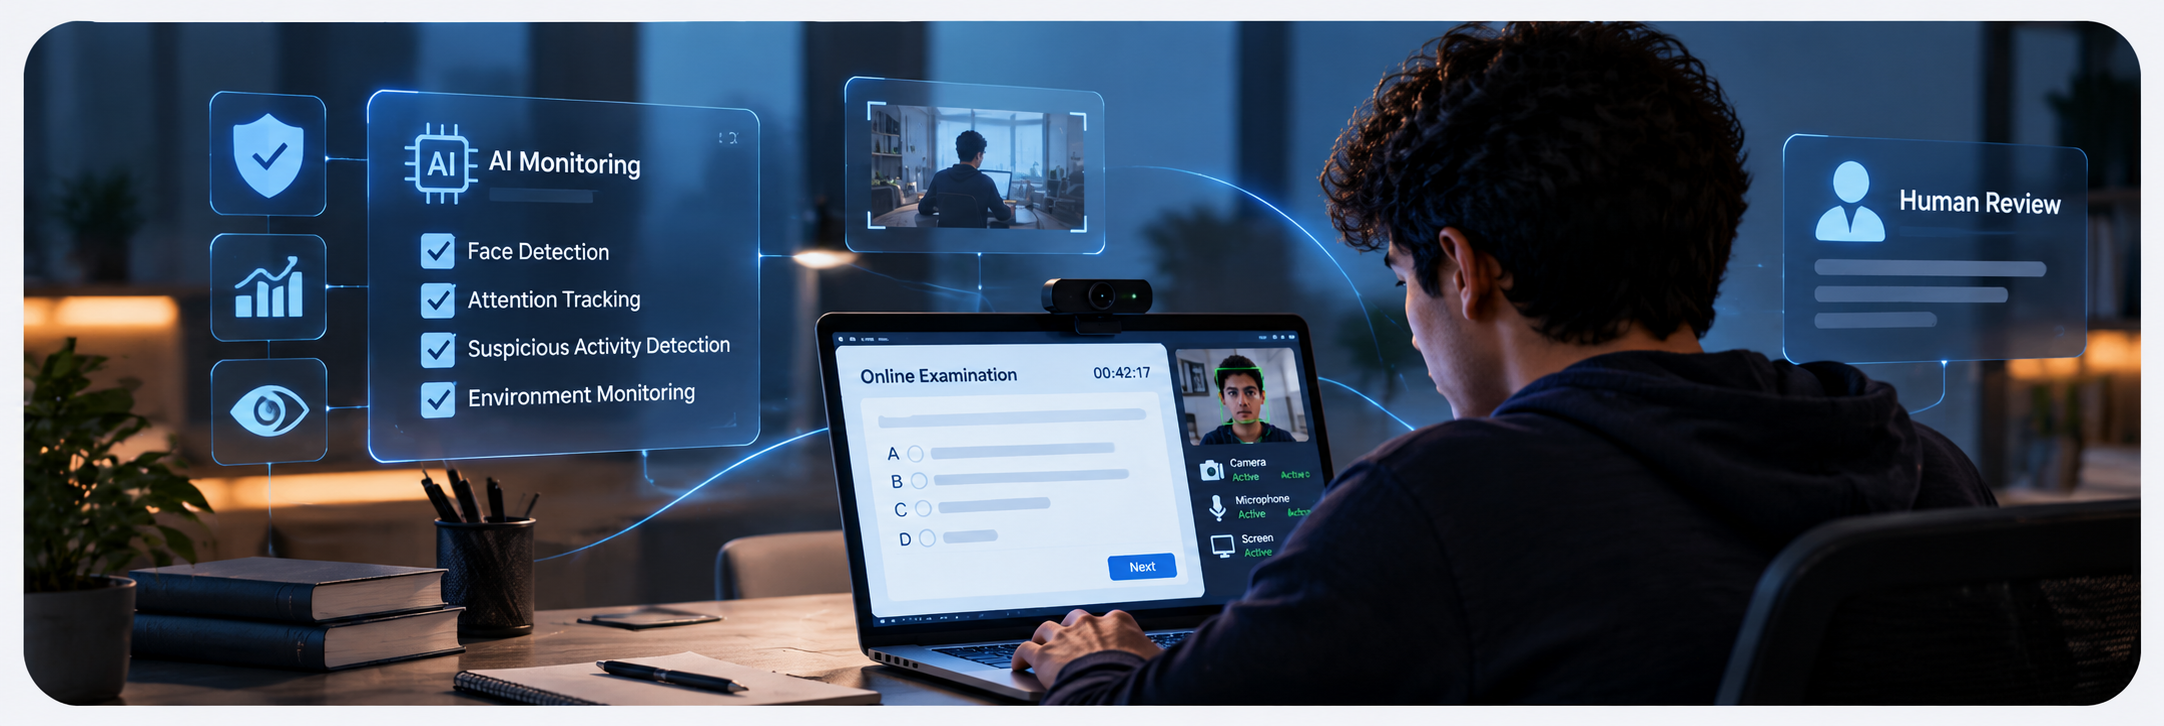 AI
AI Monitoring
Face Detection
Attention Tracking
Suspicious Activity Detection
Environment Monitoring
Online Examination
00:42:17
A
B
C
D
Next
Camera
Active
Active
Microphone
Active
Screen
Active
Human Review